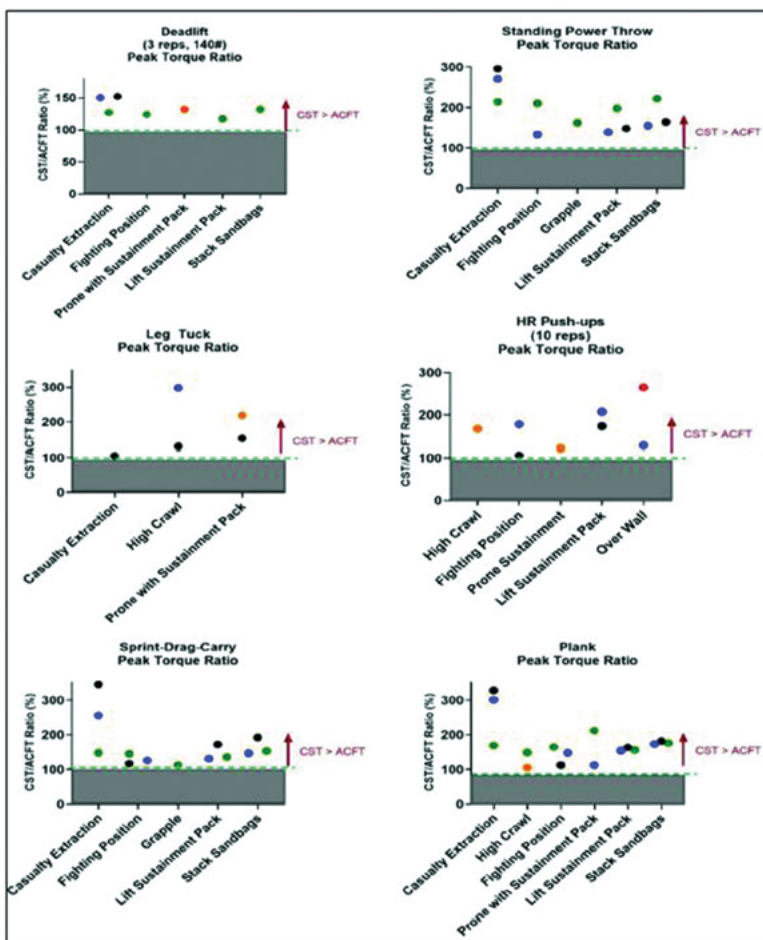 Deadlift
(3 reps, 140#)
Peak Torque Ratio
CST/ACFT Ratio (%)
150
100
50
0
CST > ACFT
Casualty Extraction
Fighting Position
Prone with Sustainment Pack
Lift Sustainment Pack
Stack Sandbags
Standing Power Throw
Peak Torque Ratio
CST/ACFT Ratio (%)
300
200
100
0
CST > ACFT
Casualty Extraction
Fighting Position
Grapple
Lift Sustainment Pack
Stack Sandbags
Leg Tuck
Peak Torque Ratio
CST/ACFT Ratio (%)
300
200
100
0
CST > ACFT
Casualty Extraction
High Crawl
Prone with Sustainment Pack
HR Push-ups
(10 reps)
Peak Torque Ratio
CST/ACFT Ratio (%)
300
200
100
0
CST > ACFT
High Crawl
Fighting Position
Prone Sustainment
Lift Sustainment Pack
Over Wall
Sprint-Drag-Carry
Peak Torque Ratio
CST/ACFT Ratio (%)
300
200
100
0
CST > ACFT
Casualty Extraction
Fighting Position
Grapple
Lift Sustainment Pack
Stack Sandbags
Plank
Peak Torque Ratio
CST/ACFT Ratio (%)
300
200
100
0
CST > ACFT
Casualty Extraction
High Crawl
Fighting Position
Prone with Sustainment Pack
Lift Sustainment Pack
Stack Sandbags